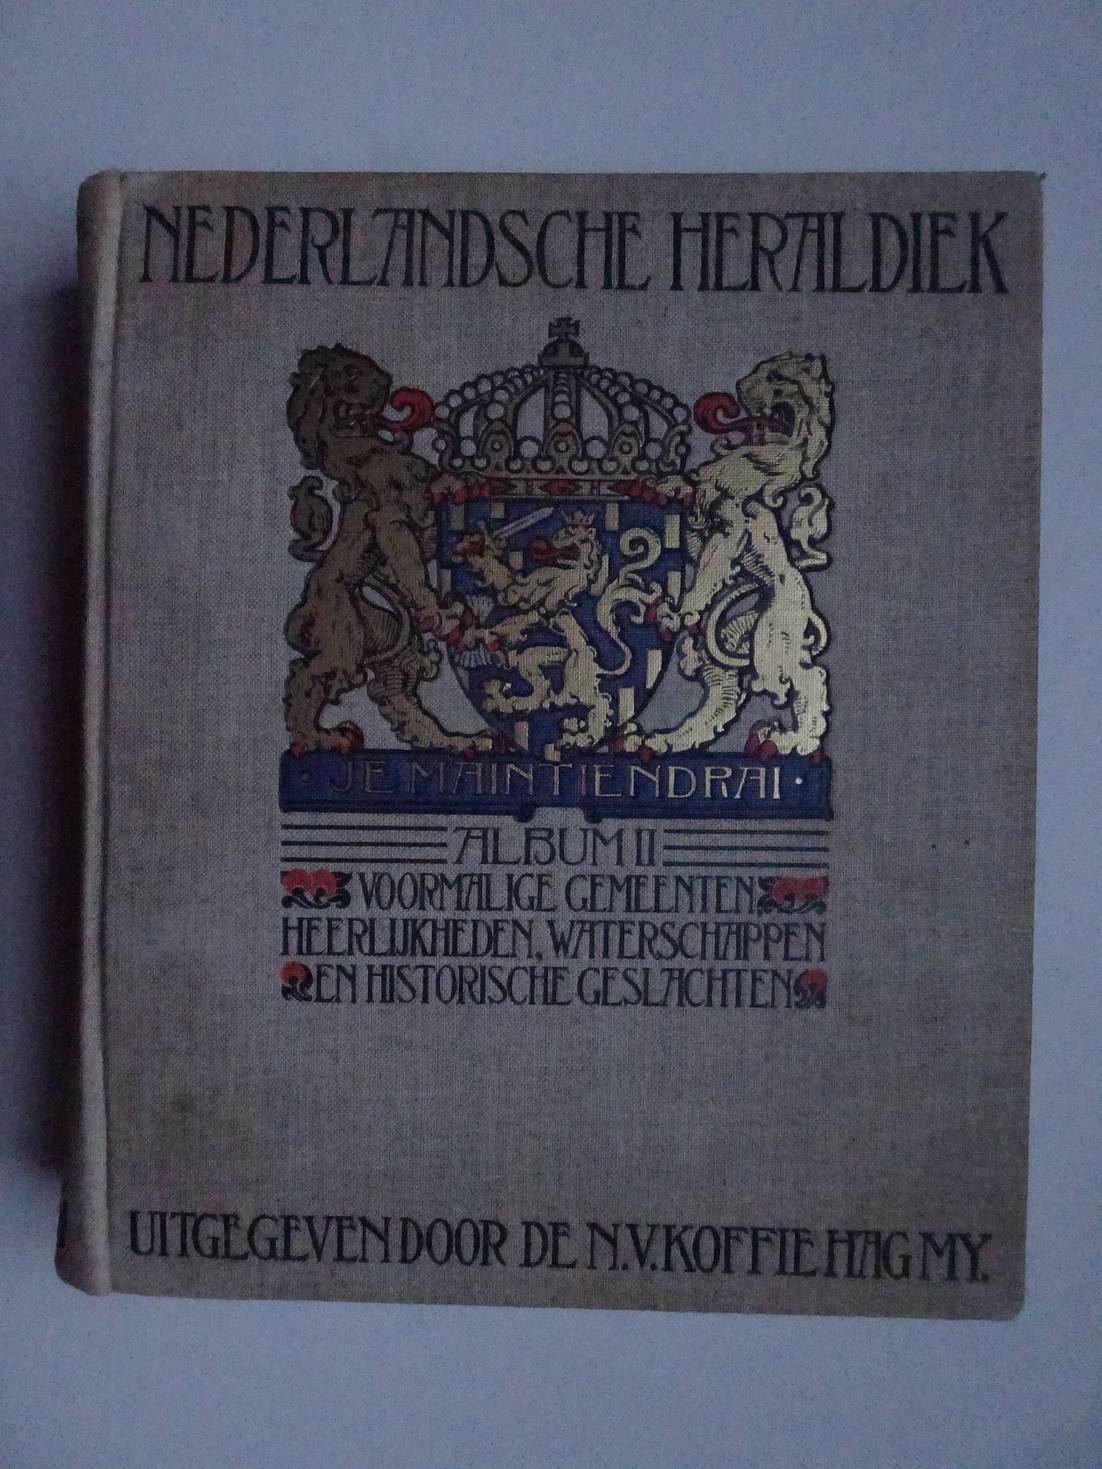 NEDERLANDSCHE HERALDIEK
· JE MAINTIENDRAI ·
ALBUM II
VOORMALIGE GEMEENTEN
HEERLIJKHEDEN, WATERSCHAPPEN
EN HISTORISCHE GESLACHTEN
UITGEGEVEN DOOR DE N.V. KOFFIE HAG MY.